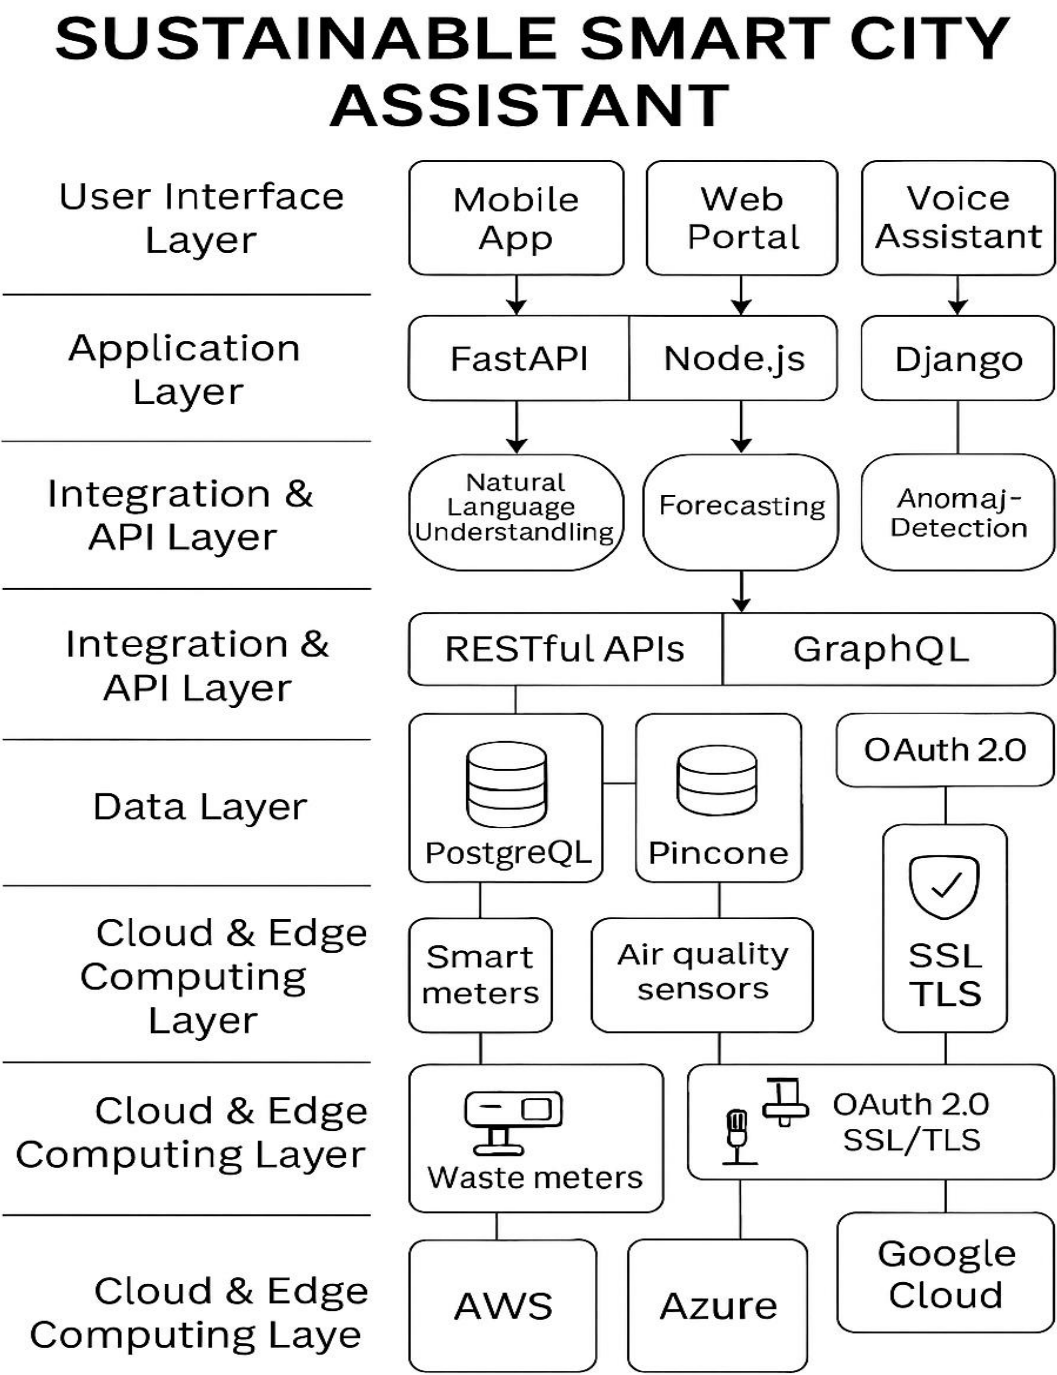 SUSTAINABLE SMART CITY
ASSISTANT
User Interface
Layer
Mobile
App
Web
Portal
Voice
Assistant
Application
Layer
FastAPI
Node.js
Django
Integration &
API Layer
Natural
Language
Understanding
Forecasting
Anomaj-
Detection
Integration &
API Layer
RESTful APIs
GraphQL
Data Layer
PostgreQL
Pincone
OAuth 2.0
SSL
TLS
Cloud & Edge
Computing
Layer
Smart
meters
Air quality
sensors
Cloud & Edge
Computing Layer
Waste meters
OAuth 2.0
SSL/TLS
Cloud & Edge
Computing Laye
AWS
Azure
Google
Cloud